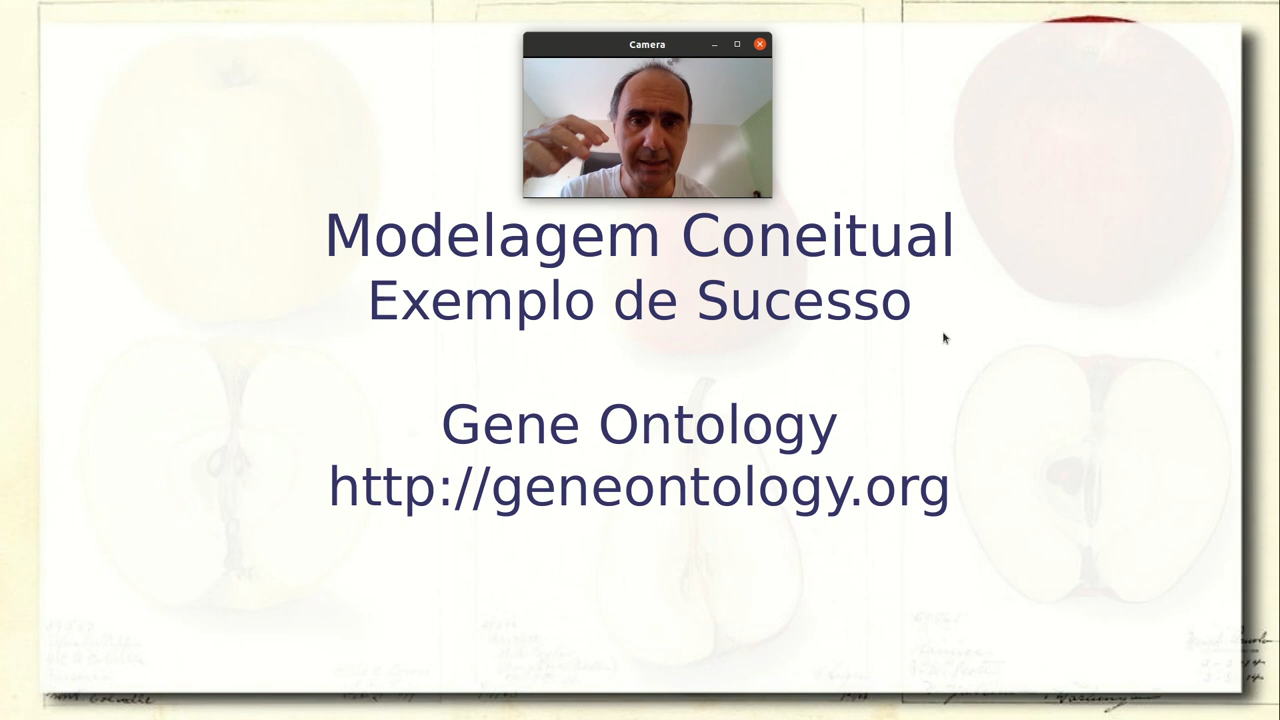 Camera
Modelagem Coneitual
Exemplo de Sucesso
Gene Ontology
http://geneontology.org